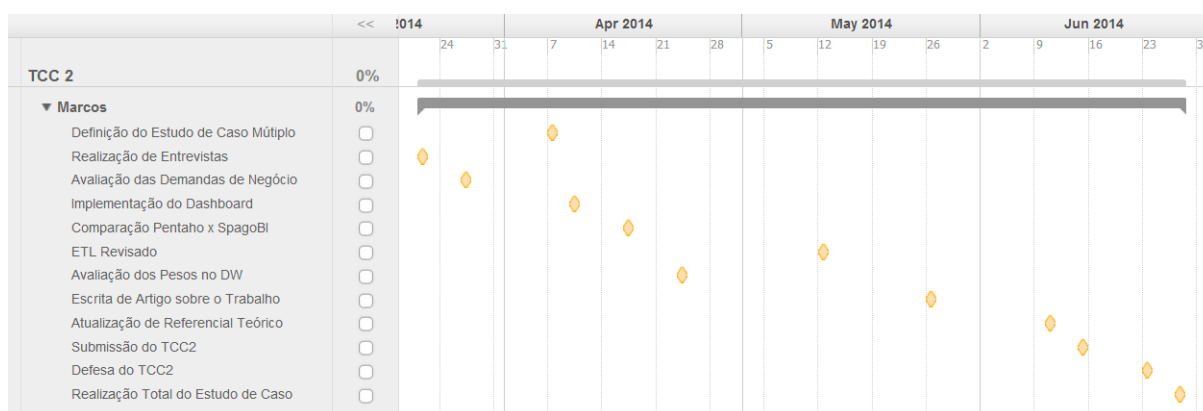 << 2014 Apr 2014 May 2014 Jun 2014
24 31 7 14 21 28 5 12 19 26 2 9 16 23 3
TCC 2 0%
Marcos 0%
Definição do Estudo de Caso Mútiplo
Realização de Entrevistas
Avaliação das Demandas de Negócio
Implementação do Dashboard
Comparação Pentaho x SpagoBI
ETL Revisado
Avaliação dos Pesos no DW
Escrita de Artigo sobre o Trabalho
Atualização de Referencial Teórico
Submissão do TCC2
Defesa do TCC2
Realização Total do Estudo de Caso